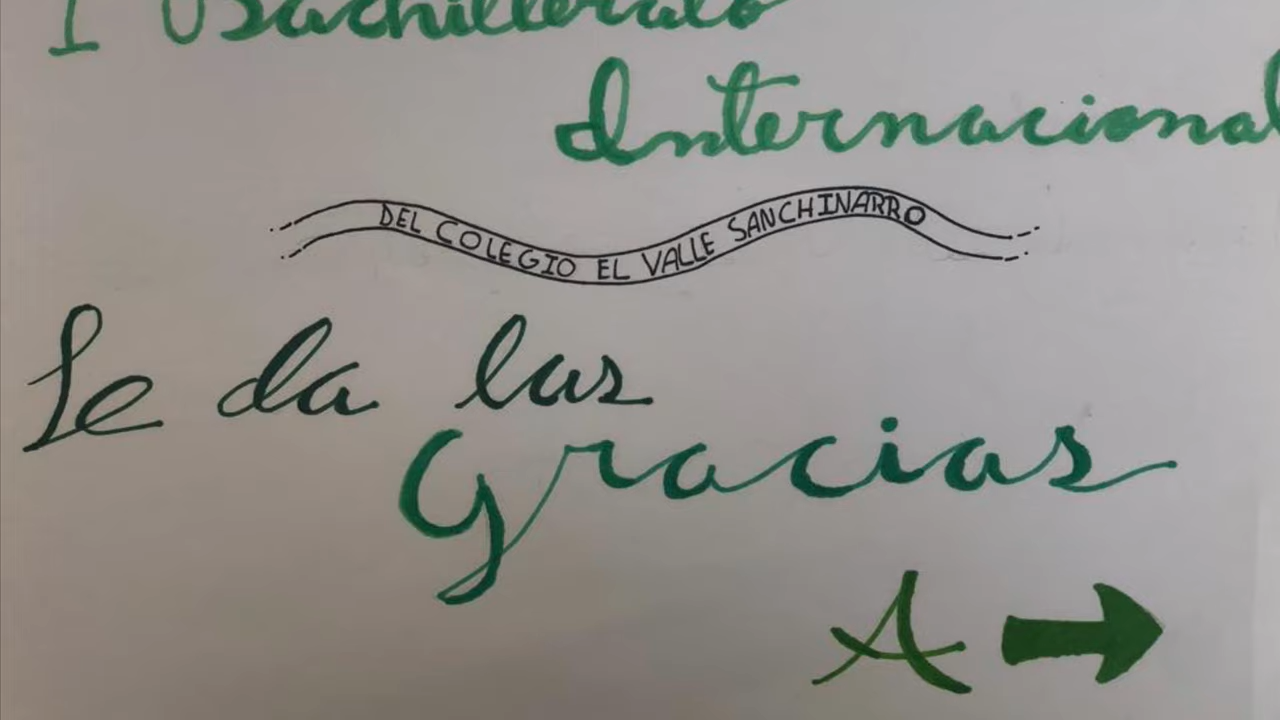 1º Bachillerato
Internacional
DEL COLEGIO EL VALLE SANCHINARRO
Le da las
Gracias
A